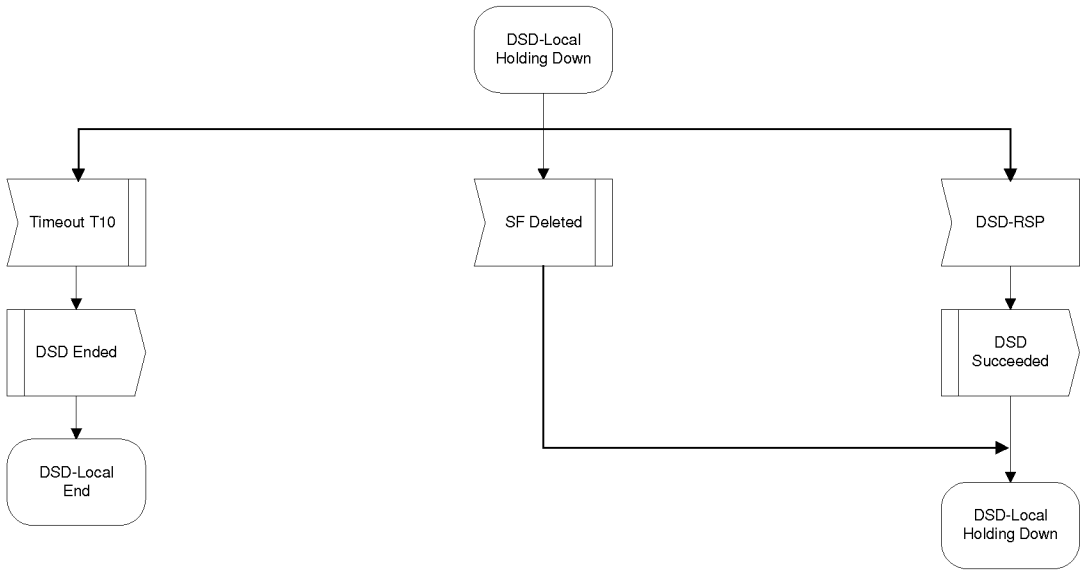 DSD-Local
Holding Down
Timeout T10
SF Deleted
DSD-RSP
DSD Ended
DSD
Succeeded
DSD-Local
End
DSD-Local
Holding Down